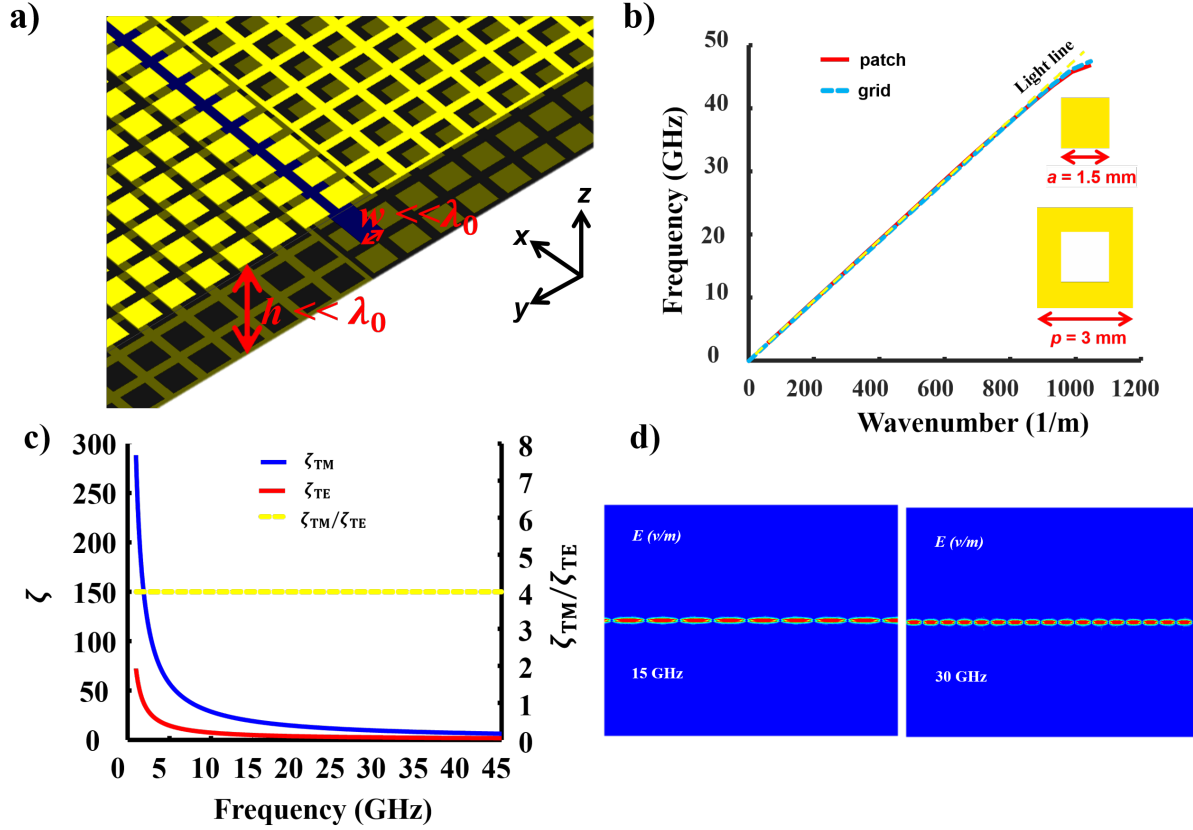 a)
w <<λ₀
h << λ₀
z
x
y
b)
50
40
30
20
10
0
Frequency (GHz)
patch
grid
Light line
a = 1.5 mm
p = 3 mm
200
400
600
800
1000
1200
0
Wavenumber (1/m)
c)
300
250
200
150
100
50
0
ζ
ζTM
ζTE
ζTM/ζTE
8
7
6
5
4
3
2
1
0
ζTM/ζTE
0
5
10
15
20
25
30
35
40
45
Frequency (GHz)
d)
E (v/m)
15 GHz
E (v/m)
30 GHz